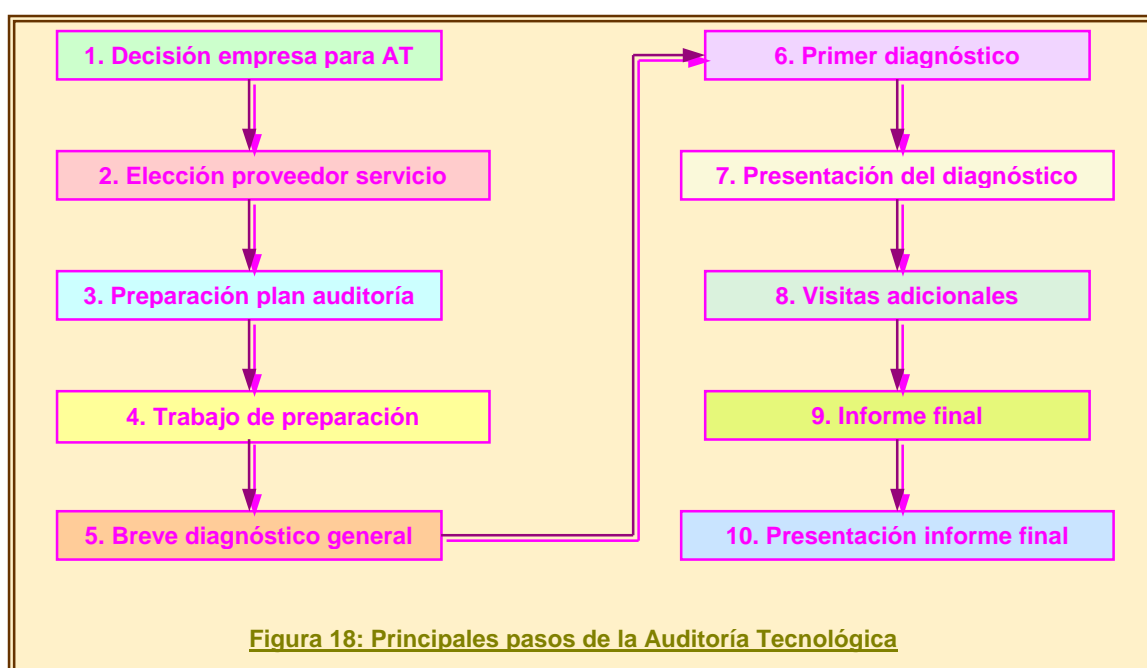 1. Decisión empresa para AT
2. Elección proveedor servicio
3. Preparación plan auditoría
4. Trabajo de preparación
5. Breve diagnóstico general
6. Primer diagnóstico
7. Presentación del diagnóstico
8. Visitas adicionales
9. Informe final
10. Presentación informe final
Figura 18: Principales pasos de la Auditoría Tecnológica